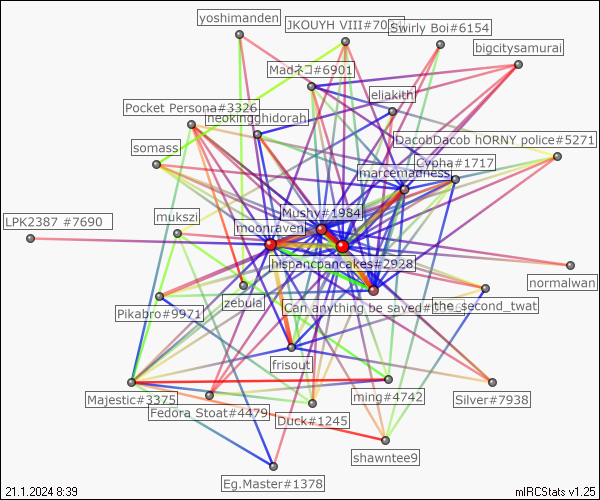 yoshimanden
JKOUYH VIII#70
Swirly Boi#6154
bigcitysamurai
Madネコ#6901
eliakith
Pocket Persona#3326
neokingghidorah
DacobDacob hORNY police#5271
somass
Cypha#1717
marcemadness
LPK2387 #7690
mukszi
Mushy#1984
moonraven
hispancpancakes#2928
normalwan
zebula
Pikabro#9971
Can anything be saved#
the_second_twat
frisout
Majestic#3375
Fedora Stoat#4479
Duck#1245
ming#4742
Silver#7938
shawntee9
Eg.Master#1378
21.1.2024 8:39
mIRCStats v1.25